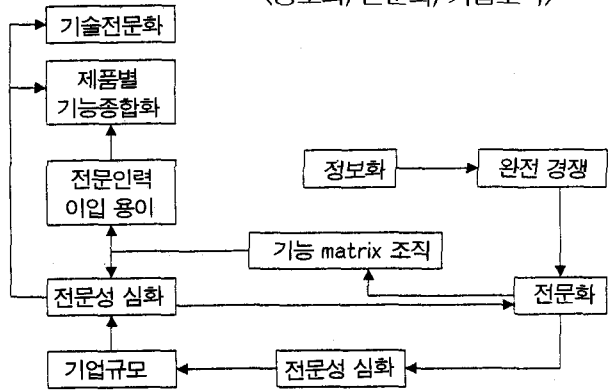 기술전문화
제품별
기능종합화
전문인력
이입 용이
정보화
완전 경쟁
기능 matrix 조직
전문성 심화
전문화
기업규모
전문성 심화